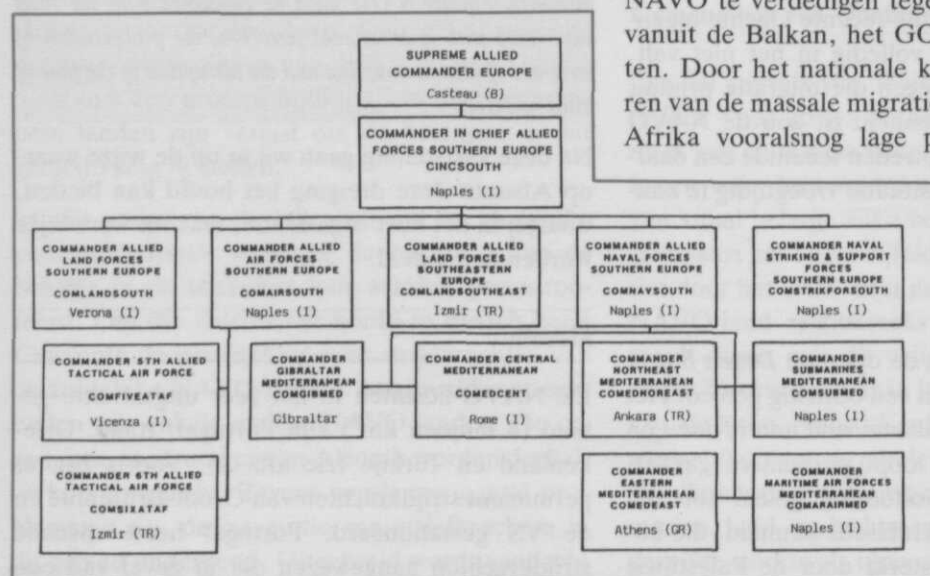 NAVO te verdedigen tege
vanuit de Balkan, het GO
ten. Door het nationale k
ren van de massale migratie
Afrika vooralsnog lage p
SUPREME ALLIED
COMMANDER EUROPE
Casteau (B)
COMMANDER IN CHIEF ALLIED
FORCES SOUTHERN EUROPE
CINCSOUTH
Naples (I)
COMMANDER ALLIED
LAND FORCES
SOUTHERN EUROPE
COMLANDSOUTH
Verona (I)
COMMANDER ALLIED
AIR FORCES
SOUTHERN EUROPE
COMAIRSOUTH
Naples (I)
COMMANDER ALLIED
LAND FORCES
SOUTHEASTERN
EUROPE
COMLANDSOUTHEAST
Izmir (TR)
COMMANDER ALLIED
NAVAL FORCES
SOUTHERN EUROPE
COMNAVSOUTH
Naples (I)
COMMANDER NAVAL
STRIKING & SUPPORT
FORCES
SOUTHERN EUROPE
COMSTRIKFORSOUTH
Naples (I)
COMMANDER 5TH ALLIED
TACTICAL AIR FORCE
COMFIVEATAF
Vicenza (I)
COMMANDER
GIBRALTAR
MEDITERRANEAN
Gibraltar
COMMANDER CENTRAL
MEDITERRANEAN
COMEDCENT
Rome (I)
COMMANDER
NORTHEAST
MEDITERRANEAN
COMEDNOREAST
Ankara (TR)
COMMANDER
SUBMARINES
MEDITERRANEAN
COMSUBMED
Naples (I)
COMMANDER 6TH ALLIED
TACTICAL AIR FORCE
COMSIXATAF
Izmir (TR)
COMMANDER
EASTERN
MEDITERRANEAN
COMEDEAST
Athens (GR)
COMMANDER
MARITIME AIR FORCES
MEDITERRANEAN
COMARAIRMED
Naples (I)